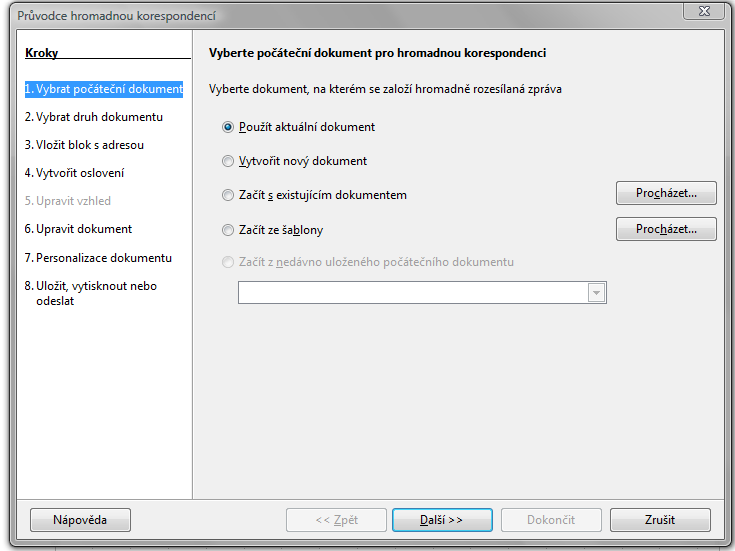 Průvodce hromadnou korespondencí
Kroky
1. Vybrat počáteční dokument
2. Vybrat druh dokumentu
3. Vložit blok s adresou
4. Vytvořit oslovení
5. Upravit vzhled
6. Upravit dokument
7. Personalizace dokumentu
8. Uložit, vytisknout nebo
odeslat
Vyberte počáteční dokument pro hromadnou korespondenci
Vyberte dokument, na kterém se založí hromadně rozesílaná zpráva
Použít aktuální dokument
Vytvořit nový dokument
Začít s existujícím dokumentem
Procházet...
Začít ze šablony
Procházet...
Začít z nedávno uloženého počátečního dokumentu
Nápověda
<< Zpět
Další >>
Dokončit
Zrušit